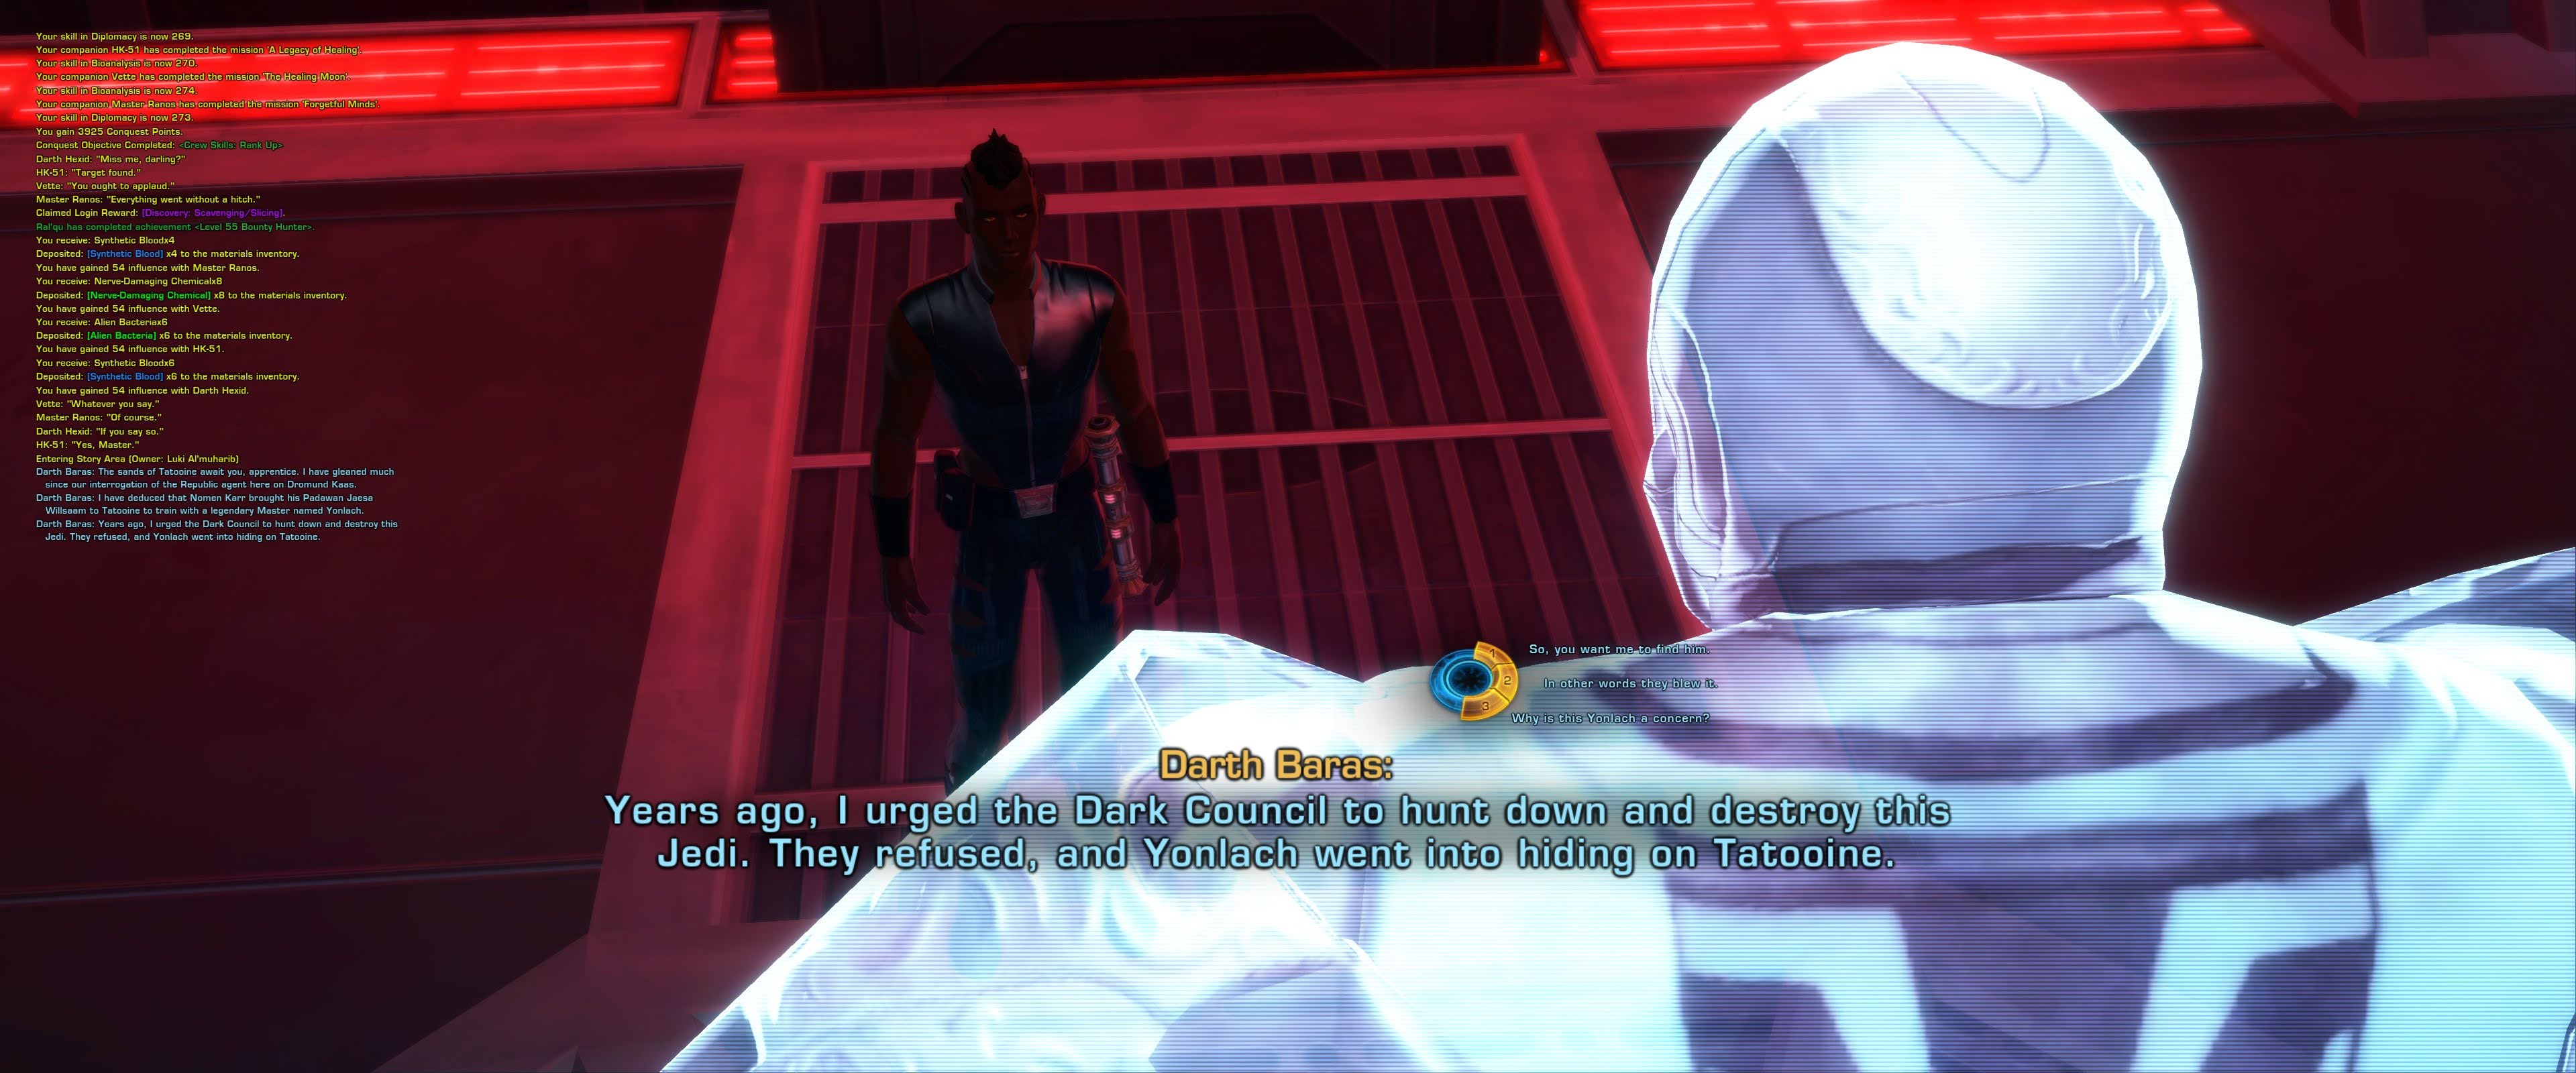 Your skill in Diplomacy is now 269.
Your companion HK-51 has completed the mission 'A Legacy of Healing'.
Your skill in Bioanalysis is now 270.
Your companion Vette has completed the mission 'The Healing Moon'.
Your skill in Bioanalysis is now 274.
Your companion Master Ranos has completed the mission 'Forgetful Minds'.
Your skill in Diplomacy is now 273.
You gain 3925 Conquest Points.
Conquest Objective Completed: <Crew Skills: Rank Up>
Darth Hexid: "Miss me, darling?"
HK-51: "Target found."
Vette: "You ought to applaud."
Master Ranos: "Everything went without a hitch."
Claimed Login Reward: [Discovery: Scavenging/Slicing].
Ral'qu has completed achievement <Level 55 Bounty Hunter>.
You receive: Synthetic Bloodx4
Deposited: [Synthetic Blood] x4 to the materials inventory.
You have gained 54 influence with Master Ranos.
You receive: Nerve-Damaging Chemicalx8
Deposited: [Nerve-Damaging Chemical] x8 to the materials inventory.
You have gained 54 influence with Vette.
You receive: Alien Bacteriax6
Deposited: [Alien Bacteria] x6 to the materials inventory.
You have gained 54 influence with HK-51.
You receive: Synthetic Bloodx6
Deposited: [Synthetic Blood] x6 to the materials inventory.
You have gained 54 influence with Darth Hexid.
Vette: "Whatever you say."
Master Ranos: "Of course."
Darth Hexid: "If you say so."
HK-51: "Yes, Master."
Entering Story Area (Owner: Luki Al'muharib)
Darth Baras: The sands of Tatooine await you, apprentice. I have gleaned much
since our interrogation of the Republic agent here on Dromund Kaas.
Darth Baras: I have deduced that Nomen Karr brought his Padawan Jaesa
Willsaam to Tatooine to train with a legendary Master named Yonlach.
Darth Baras: Years ago, I urged the Dark Council to hunt down and destroy this
Jedi. They refused, and Yonlach went into hiding on Tatooine.
1 So, you want me to find him.
2 In other words they blew it.
3 Why is this Yonlach a concern?
Darth Baras:
Years ago, I urged the Dark Council to hunt down and destroy this
Jedi. They refused, and Yonlach went into hiding on Tatooine.